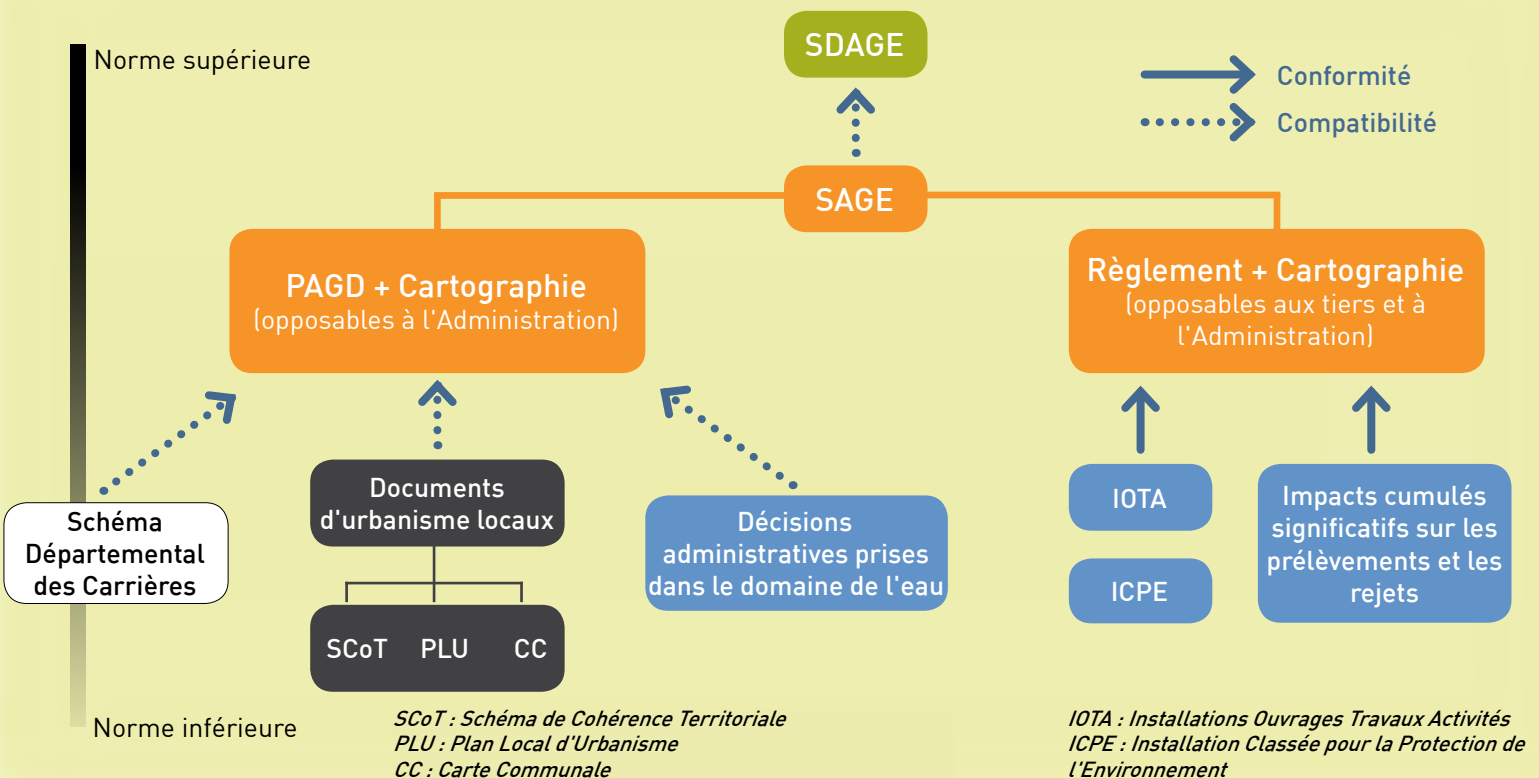 SDAGE
Norme supérieure
Conformité
Compatibilité
SAGE
PAGD + Cartographie
(opposables à l'Administration)
Règlement + Cartographie
(opposables aux tiers et à
l'Administration)
Schéma
Départemental
des Carrières
Documents
d'urbanisme locaux
SCoT PLU CC
Décisions
administratives prises
dans le domaine de l'eau
IOTA
ICPE
Impacts cumulés
significatifs sur les
prélèvements et les
rejets
Norme inférieure
SCoT : Schéma de Cohérence Territoriale
PLU : Plan Local d'Urbanisme
CC : Carte Communale
IOTA : Installations Ouvrages Travaux Activités
ICPE : Installation Classée pour la Protection de
l'Environnement